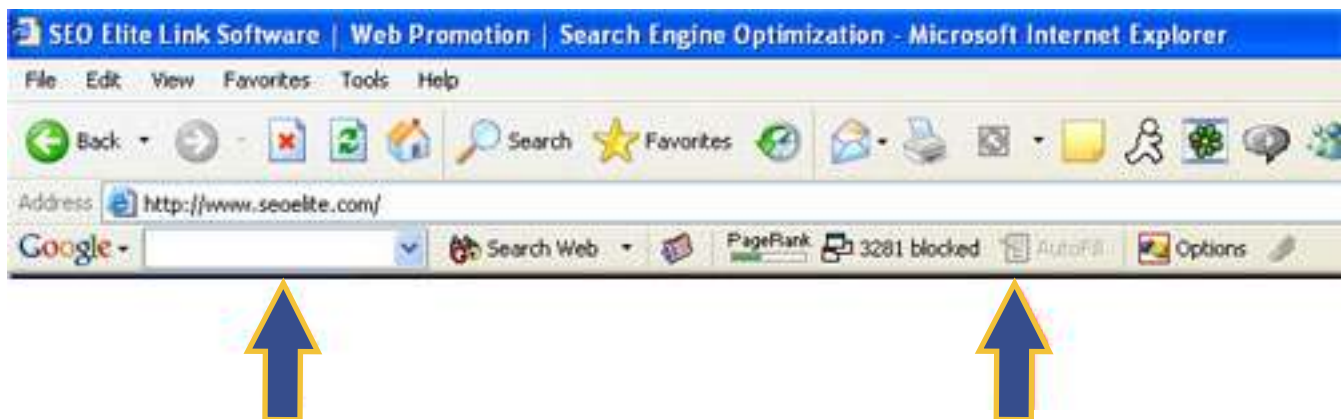 SEO Elite Link Software | Web Promotion | Search Engine Optimization - Microsoft Internet Explorer
File Edit View Favorites Tools Help
Back Search Favorites
Address http://www.seoelite.com/
Google Search Web PageRank 3281 blocked AutoFill Options